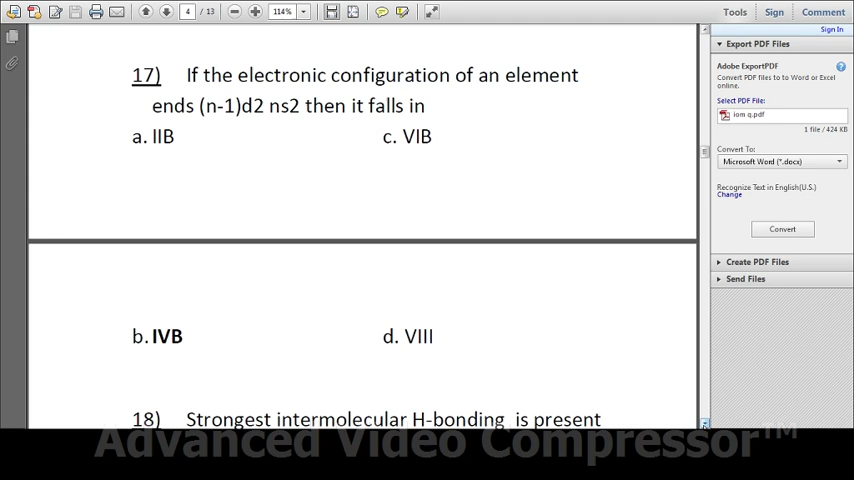 4 / 13
114%
Tools
Sign
Comment
Sign In
17) If the electronic configuration of an element
ends (n-1)d2 ns2 then it falls in
a. IIB
c. VIB
b. IVB
d. VIII
18) Strongest intermolecular H-bonding is present
Export PDF Files
Adobe ExportPDF
Convert PDF files to to Word or Excel
online.
Select PDF File:
iom q.pdf
1 file / 424 KB
Convert To:
Microsoft Word (*.docx)
Recognize Text in English(U.S.)
Change
Convert
Create PDF Files
Send Files
Advanced Video Compressor™